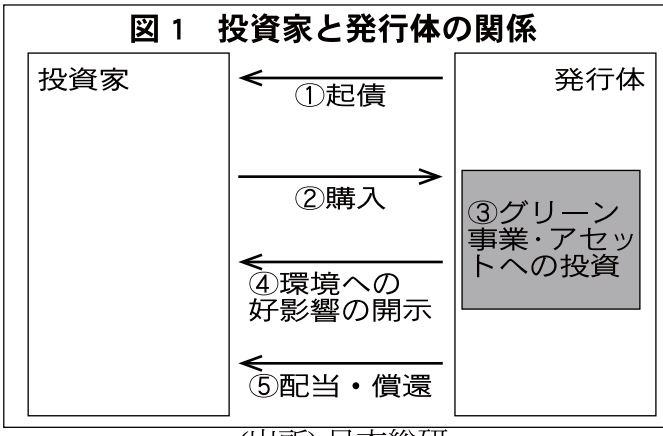 図1　投資家と発行体の関係
投資家
発行体
①起債
②購入
③グリーン
事業・アセッ
トへの投資
④環境への
好影響の開示
⑤配当・償還